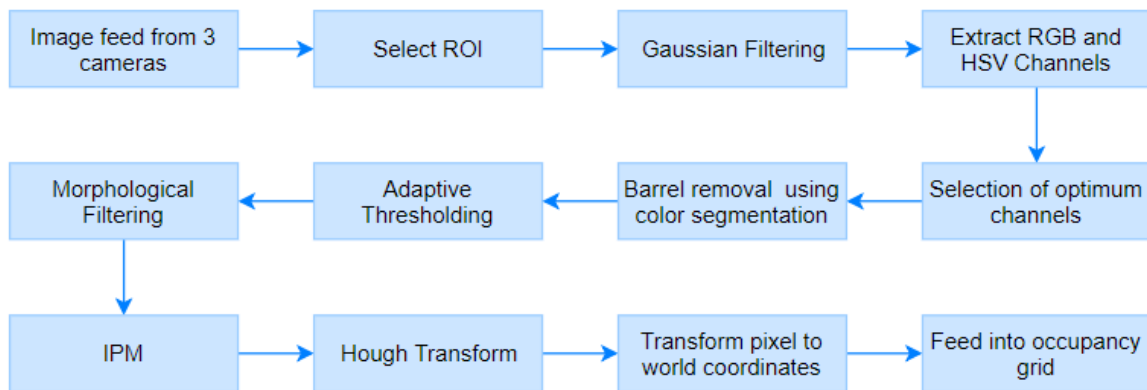 Image feed from 3
cameras
Select ROI
Gaussian Filtering
Extract RGB and
HSV Channels
Selection of optimum
channels
Barrel removal  using
color segmentation
Adaptive
Thresholding
Morphological
Filtering
IPM
Hough Transform
Transform pixel to
world coordinates
Feed into occupancy
grid